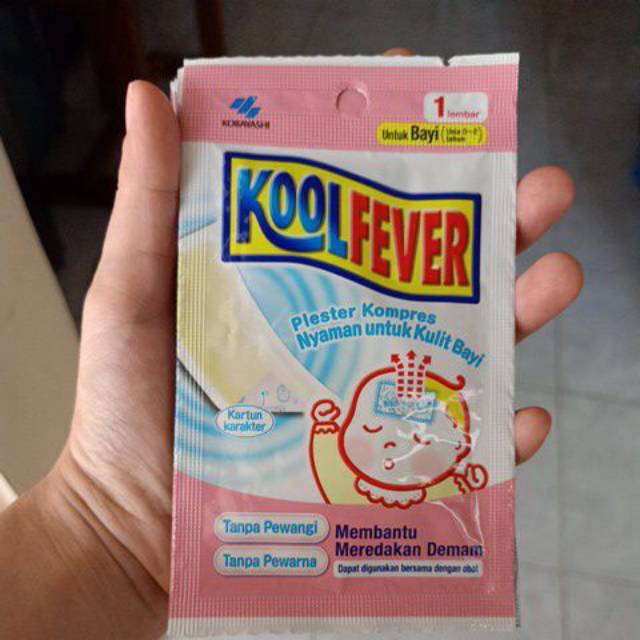 KOBAYASHI
1 lembar
Untuk Bayi
KOOLFEVER
Plester Kompres
Nyaman untuk Kulit Bayi
Kartun
karakter
Tanpa Pewangi
Tanpa Pewarna
Membantu
Meredakan Demam
Dapat digunakan bersama dengan obat